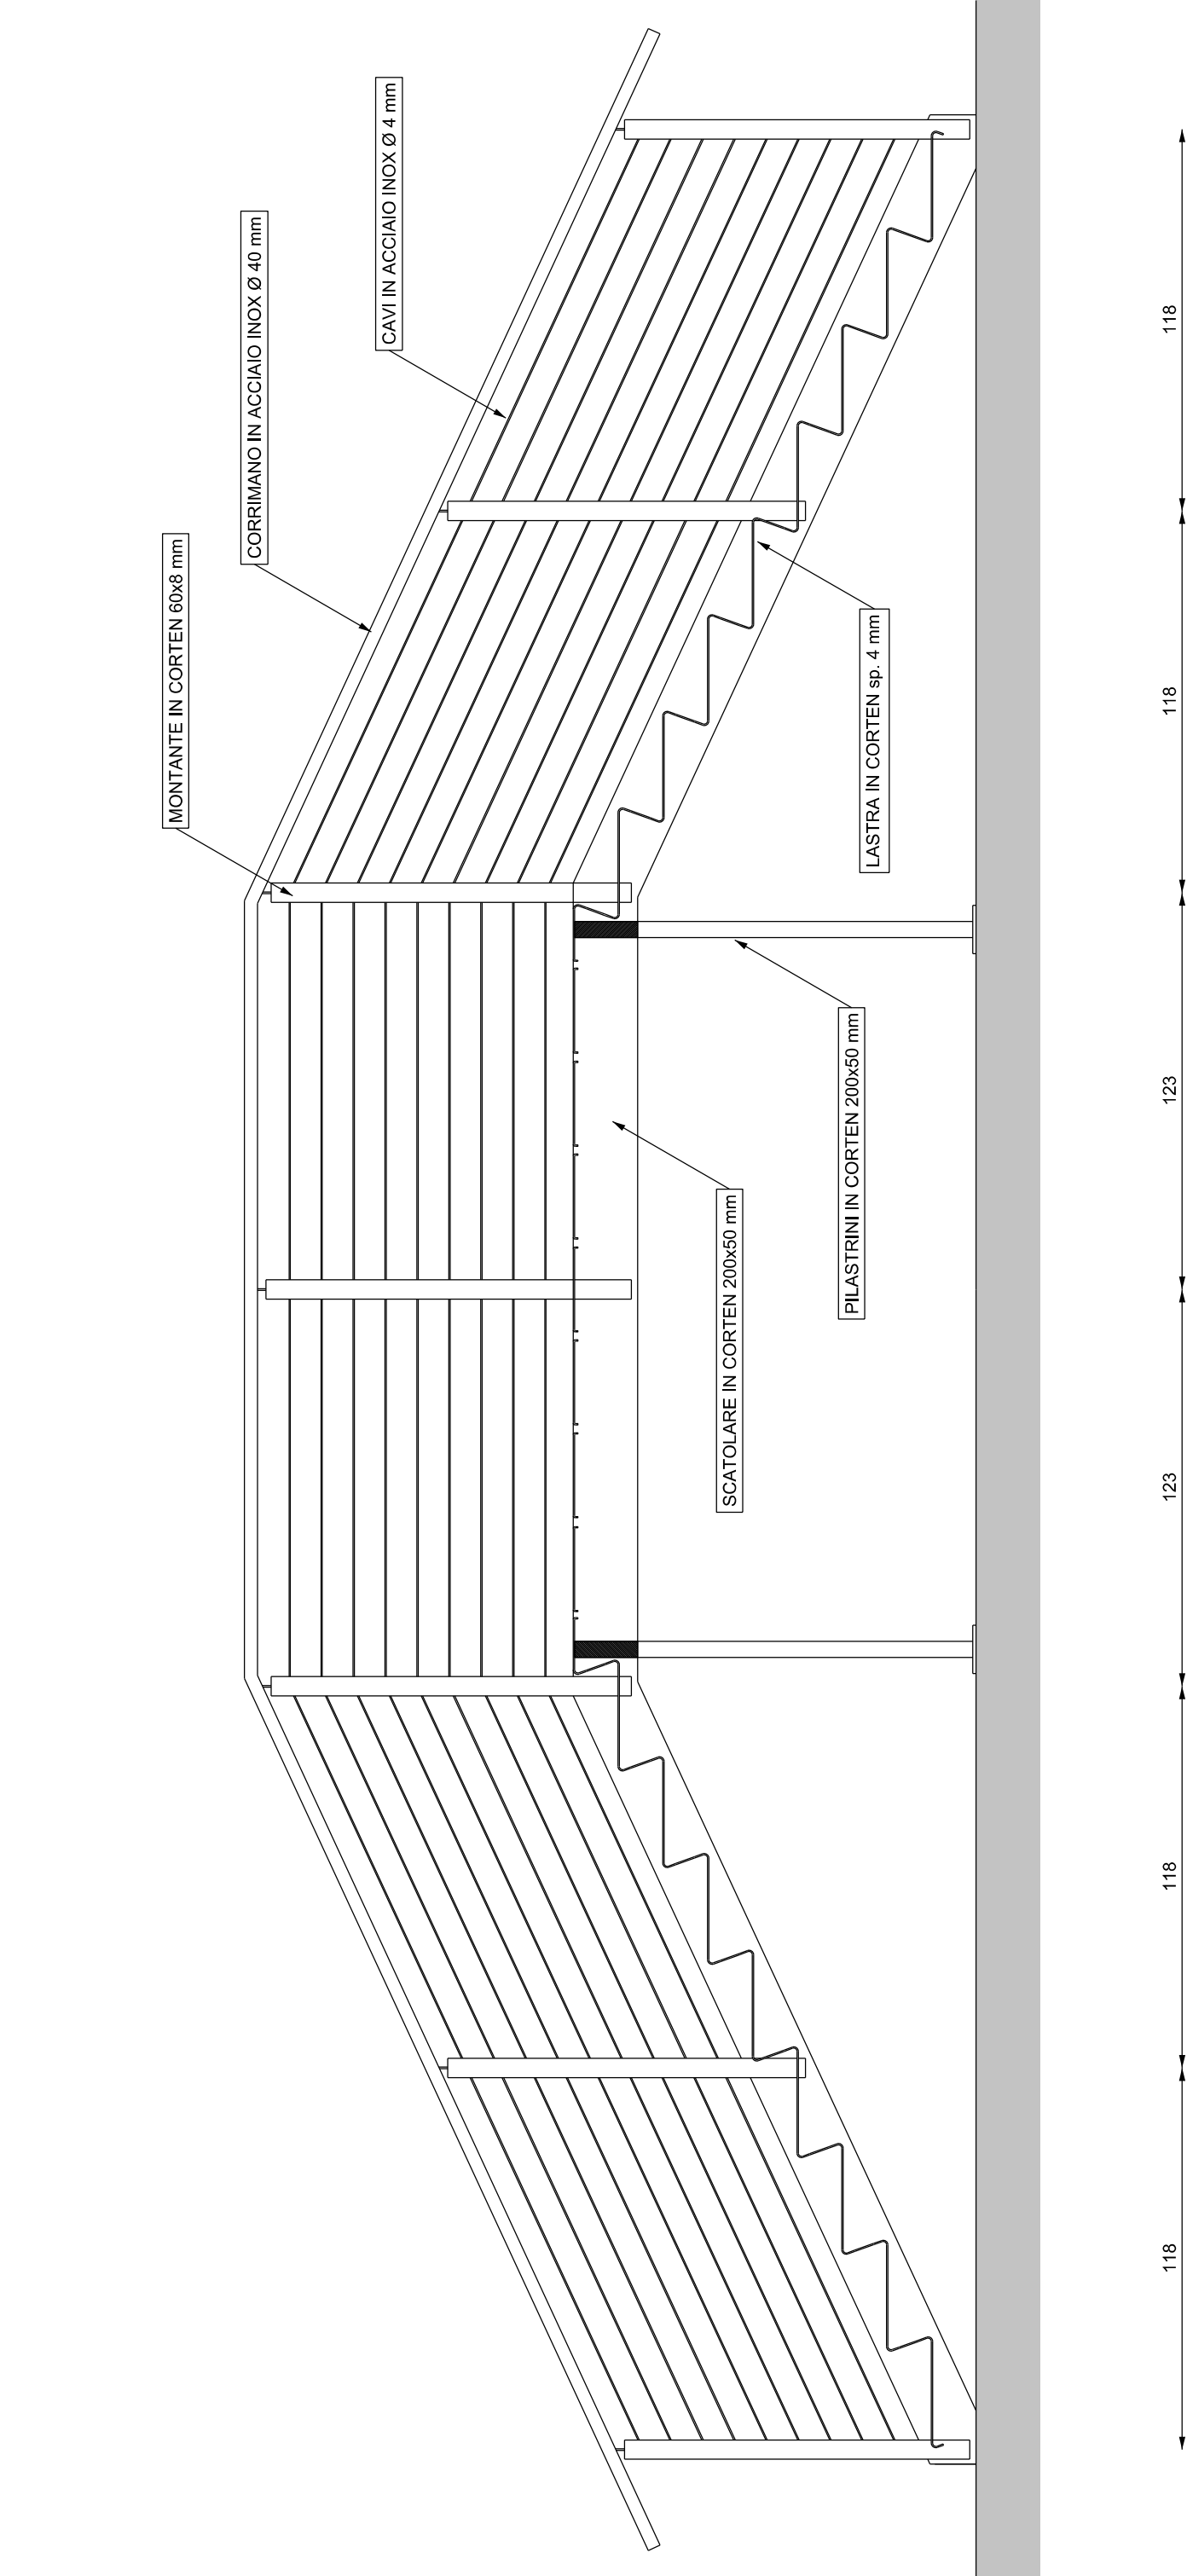 MONTANTE IN CORTEN 60x8 mm
CORRIMANO IN ACCIAIO INOX Ø 40 mm
CAVI IN ACCIAIO INOX Ø 4 mm
SCATOLARE IN CORTEN 200x50 mm
PILASTRINI IN CORTEN 200x50 mm
LASTRA IN CORTEN sp. 4 mm
118
118
123
123
118
118